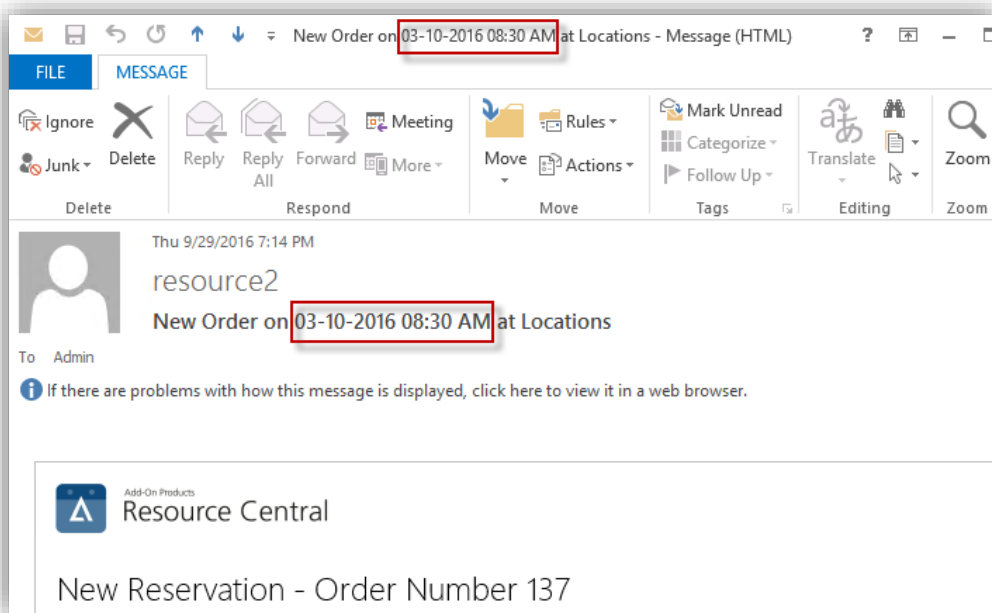 New Order on 03-10-2016 08:30 AM at Locations - Message (HTML) ?
FILE MESSAGE
Ignore
Junk
Delete
Reply
Reply All
Forward
Meeting
More
Move
Rules
Actions
Mark Unread
Categorize
Follow Up
Translate
Zoom
Delete Respond Move Tags Editing Zoom
Thu 9/29/2016 7:14 PM
resource2
New Order on 03-10-2016 08:30 AM at Locations
To Admin
If there are problems with how this message is displayed, click here to view it in a web browser.
Add-On Products
Resource Central
New Reservation - Order Number 137